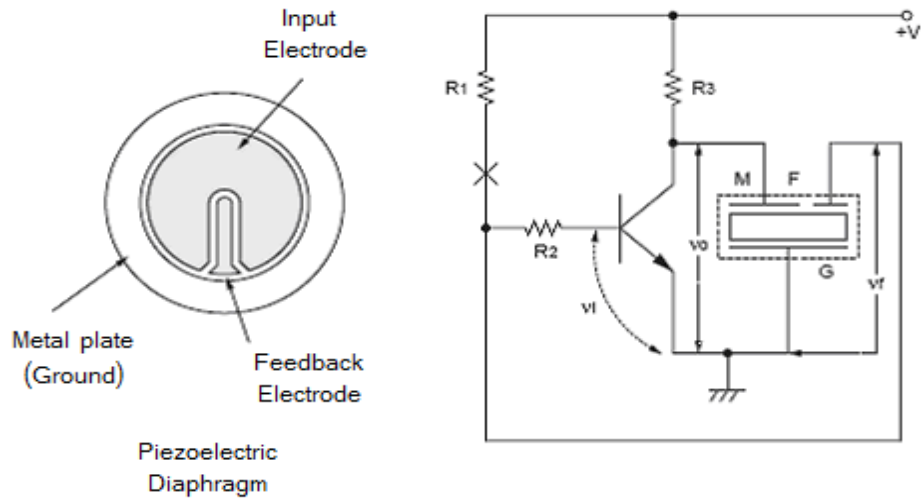 Input
Electrode
Metal plate
(Ground)
Feedback
Electrode
Piezoelectric
Diaphragm
+V
R1
R3
M
F
R2
vo
G
vf
vi